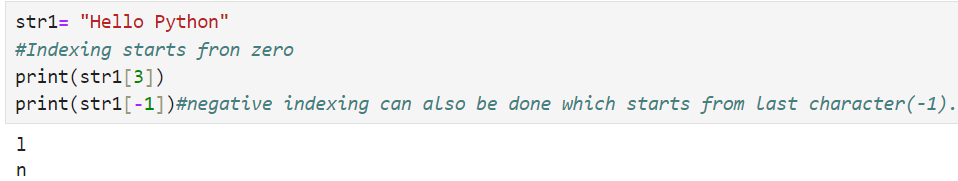 str1= "Hello Python"
#Indexing starts fron zero
print(str1[3])
print(str1[-1])#negative indexing can also be done which starts from last character(-1).
l
n